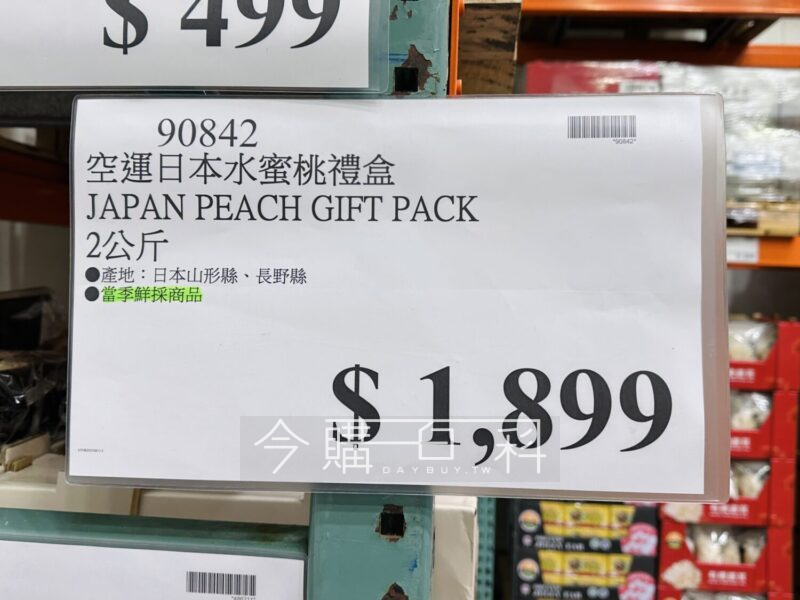 $ 499
90842
*90842*
空運日本水蜜桃禮盒
JAPAN PEACH GIFT PACK
2公斤
●產地：日本山形縣、長野縣
●當季鮮採商品
$ 1,899
今購百科
DAYBUY.TW